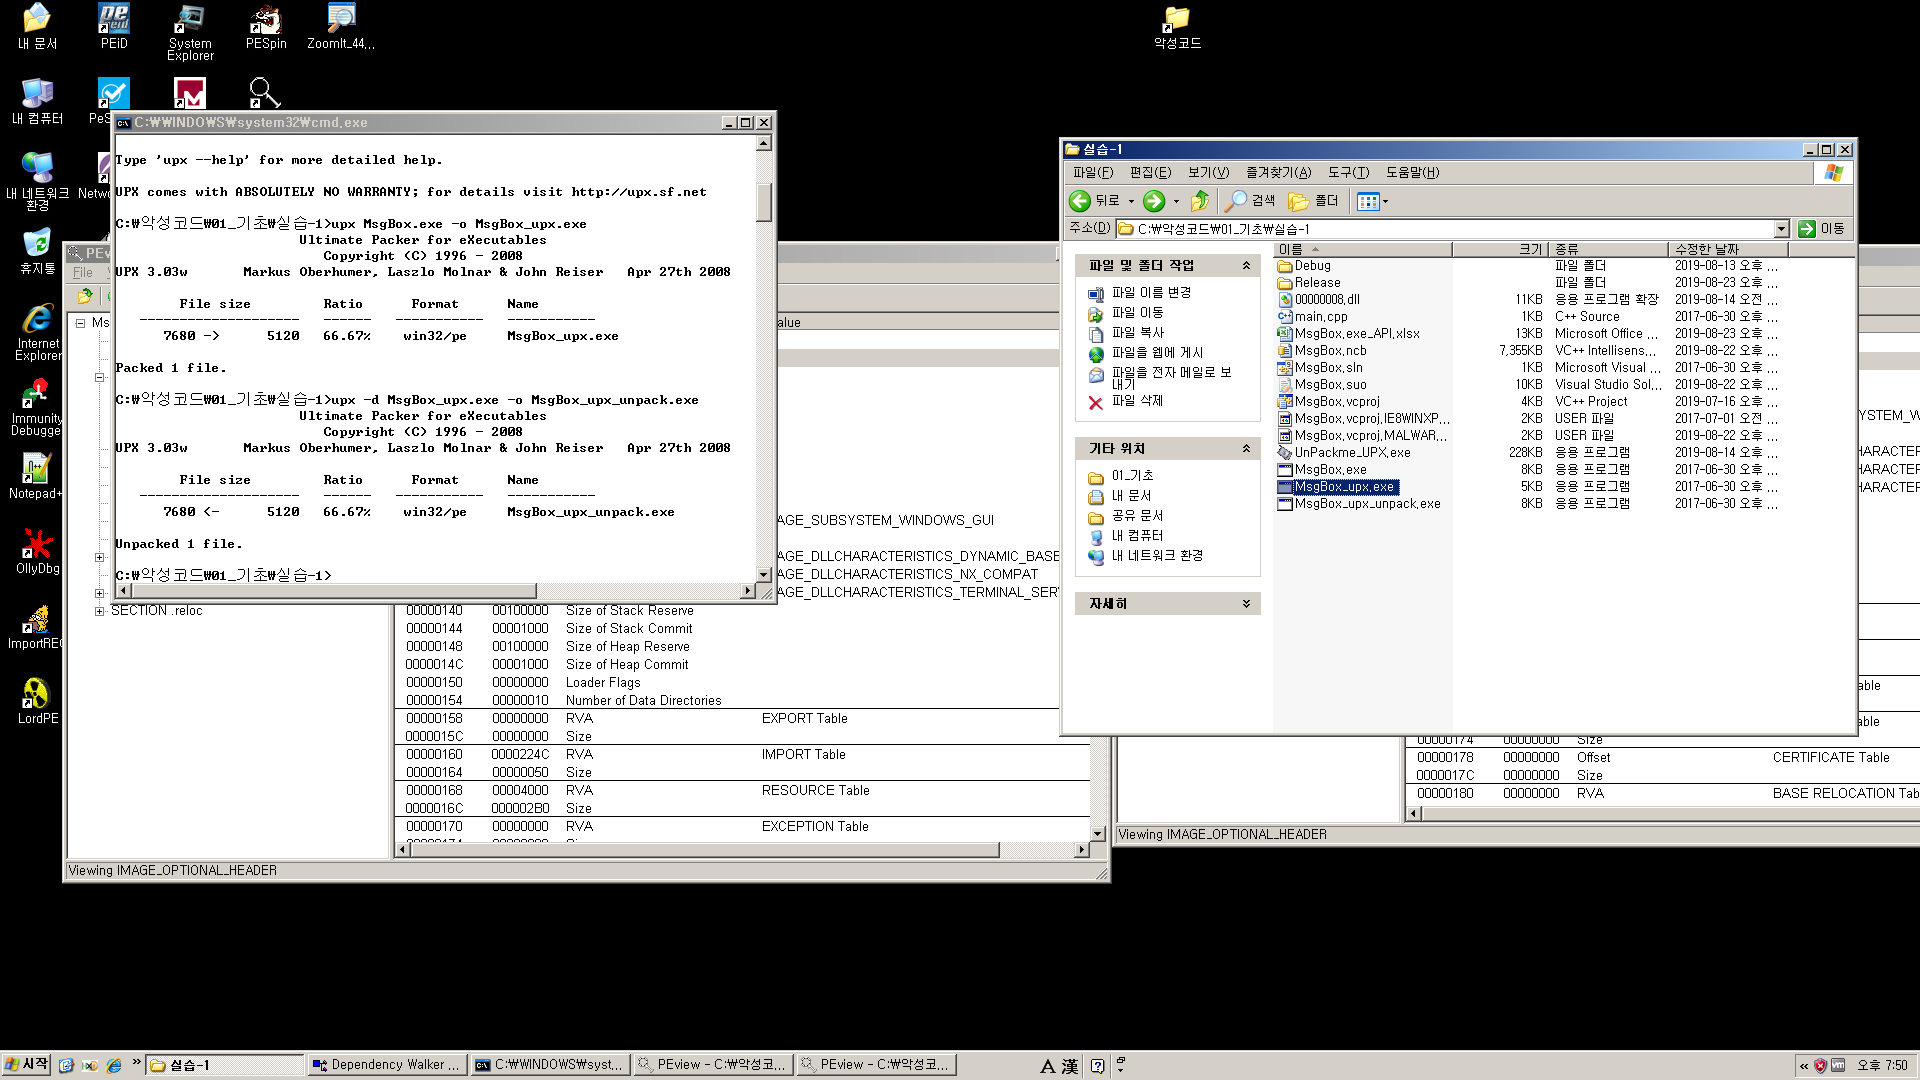 내 문서
PEiD
System
Explorer
PESpin
ZoomIt_44,,,
악성코드
내 컴퓨터
내 네트워크
환경
휴지통
Internet
Explorer
Immunity
Debugge
Notepad+
OllyDbg
ImportREC
LordPE
C:\WINDOWS\system32\cmd,exe
Type 'upx --help' for more detailed help.
UPX comes with ABSOLUTELY NO WARRANTY; for details visit http://upx.sf.net
C:\악성코드\01_기초\실습-1>upx MsgBox.exe -o MsgBox_upx.exe
Ultimate Packer for eXecutables
Copyright (C) 1996 - 2008
UPX 3.03w Markus Oberhumer, Laszlo Molnar & John Reiser Apr 27th 2008
File size Ratio Format Name
-------------------- ------ ----------- -----------
7680 -> 5120 66.67% win32/pe MsgBox_upx.exe
Packed 1 file.
C:\악성코드\01_기초\실습-1>upx -d MsgBox_upx.exe -o MsgBox_upx_unpack.exe
Ultimate Packer for eXecutables
Copyright (C) 1996 - 2008
UPX 3.03w Markus Oberhumer, Laszlo Molnar & John Reiser Apr 27th 2008
File size Ratio Format Name
-------------------- ------ ----------- -----------
7680 <- 5120 66.67% win32/pe MsgBox_upx_unpack.exe
Unpacked 1 file.
C:\악성코드\01_기초\실습-1>
File
Ms
SECTION .reloc
alue
AGE_SUBSYSTEM_WINDOWS_GUI
AGE_DLLCHARACTERISTICS_DYNAMIC_BASE
AGE_DLLCHARACTERISTICS_NX_COMPAT
AGE_DLLCHARACTERISTICS_TERMINAL_SER
00000140 00100000 Size of Stack Reserve
00000144 00001000 Size of Stack Commit
00000148 00100000 Size of Heap Reserve
0000014C 00001000 Size of Heap Commit
00000150 00000000 Loader Flags
00000154 00000010 Number of Data Directories
00000158 00000000 RVA EXPORT Table
0000015C 00000000 Size
00000160 0000224C RVA IMPORT Table
00000164 00000050 Size
00000168 00004000 RVA RESOURCE Table
0000016C 000002B0 Size
00000170 00000000 RVA EXCEPTION Table
Viewing IMAGE_OPTIONAL_HEADER
실습-1
파일(F) 편집(E) 보기(V) 즐겨찾기(A) 도구(T) 도움말(H)
뒤로 검색 폴더
주소(D) C:\악성코드\01_기초\실습-1 이동
파일 및 폴더 작업
파일 이름 변경
파일 이동
파일 복사
파일을 웹에 게시
파일을 전자 메일로 보
내기
파일 삭제
기타 위치
01_기초
내 문서
공유 문서
내 컴퓨터
내 네트워크 환경
자세히
이름 크기 종류 수정한 날짜
Debug 파일 폴더 2019-08-13 오후 ,,,
Release 파일 폴더 2019-08-23 오후 ,,,
00000008,dll 11KB 응용 프로그램 확장 2019-08-14 오전 ,,,
main,cpp 1KB C++ Source 2017-06-30 오후 ,,,
MsgBox,exe_API,xlsx 13KB Microsoft Office ,,, 2019-08-23 오후 ,,,
MsgBox,ncb 7,355KB VC++ Intellisens,,, 2019-08-22 오후 ,,,
MsgBox,sln 1KB Microsoft Visual ,,, 2017-06-30 오후 ,,,
MsgBox,suo 10KB Visual Studio Sol,,, 2019-08-22 오후 ,,,
MsgBox,vcproj 4KB VC++ Project 2019-07-16 오후 ,,,
MsgBox,vcproj,IE8WINXP,,, 2KB USER 파일 2017-07-01 오전 ,,,
MsgBox,vcproj,MALWAR,,, 2KB USER 파일 2019-08-22 오후 ,,,
UnPackme_UPX,exe 228KB 응용 프로그램 2019-08-14 오후 ,,,
MsgBox,exe 8KB 응용 프로그램 2017-06-30 오후 ,,,
MsgBox_upx,exe 5KB 응용 프로그램 2017-06-30 오후 ,,,
MsgBox_upx_unpack,exe 8KB 응용 프로그램 2017-06-30 오후 ,,,
YSTEM_W
HARACTER
HARACTER
able
able
00000174 00000000 Size
00000178 00000000 Offset CERTIFICATE Table
0000017C 00000000 Size
00000180 00000000 RVA BASE RELOCATION Tab
Viewing IMAGE_OPTIONAL_HEADER
시작 » 실습-1 Dependency Walker ,,, C:\WINDOWS\syst,,, PEview - C:\악성코,,, PEview - C:\악성코,,, A 漢 « 오후 7:50